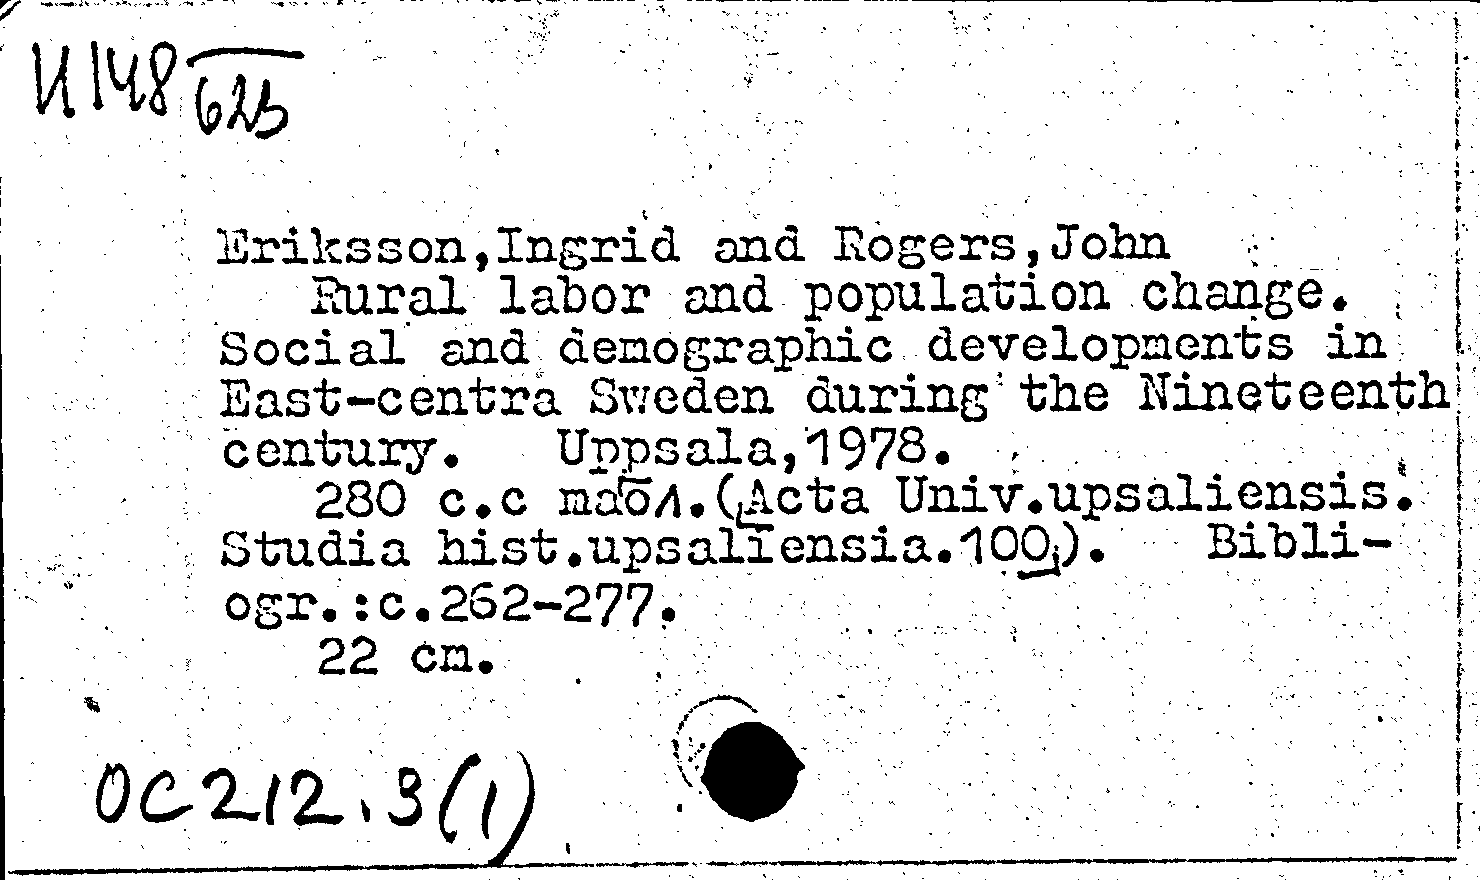 И148
623
Eriksson,Ingrid and Rogers,John
Rural labor and population change.
Social and demographic developments in
East-centra Sweden during the Nineteenth
century. Uppsala,1978.
280 c.c табл.(Acta Univ.upsaliensis.
Studia hist.upsaliensia.100,). Bibli-
ogr.:c.262-277.
22 cm.
ОС212.3(1)